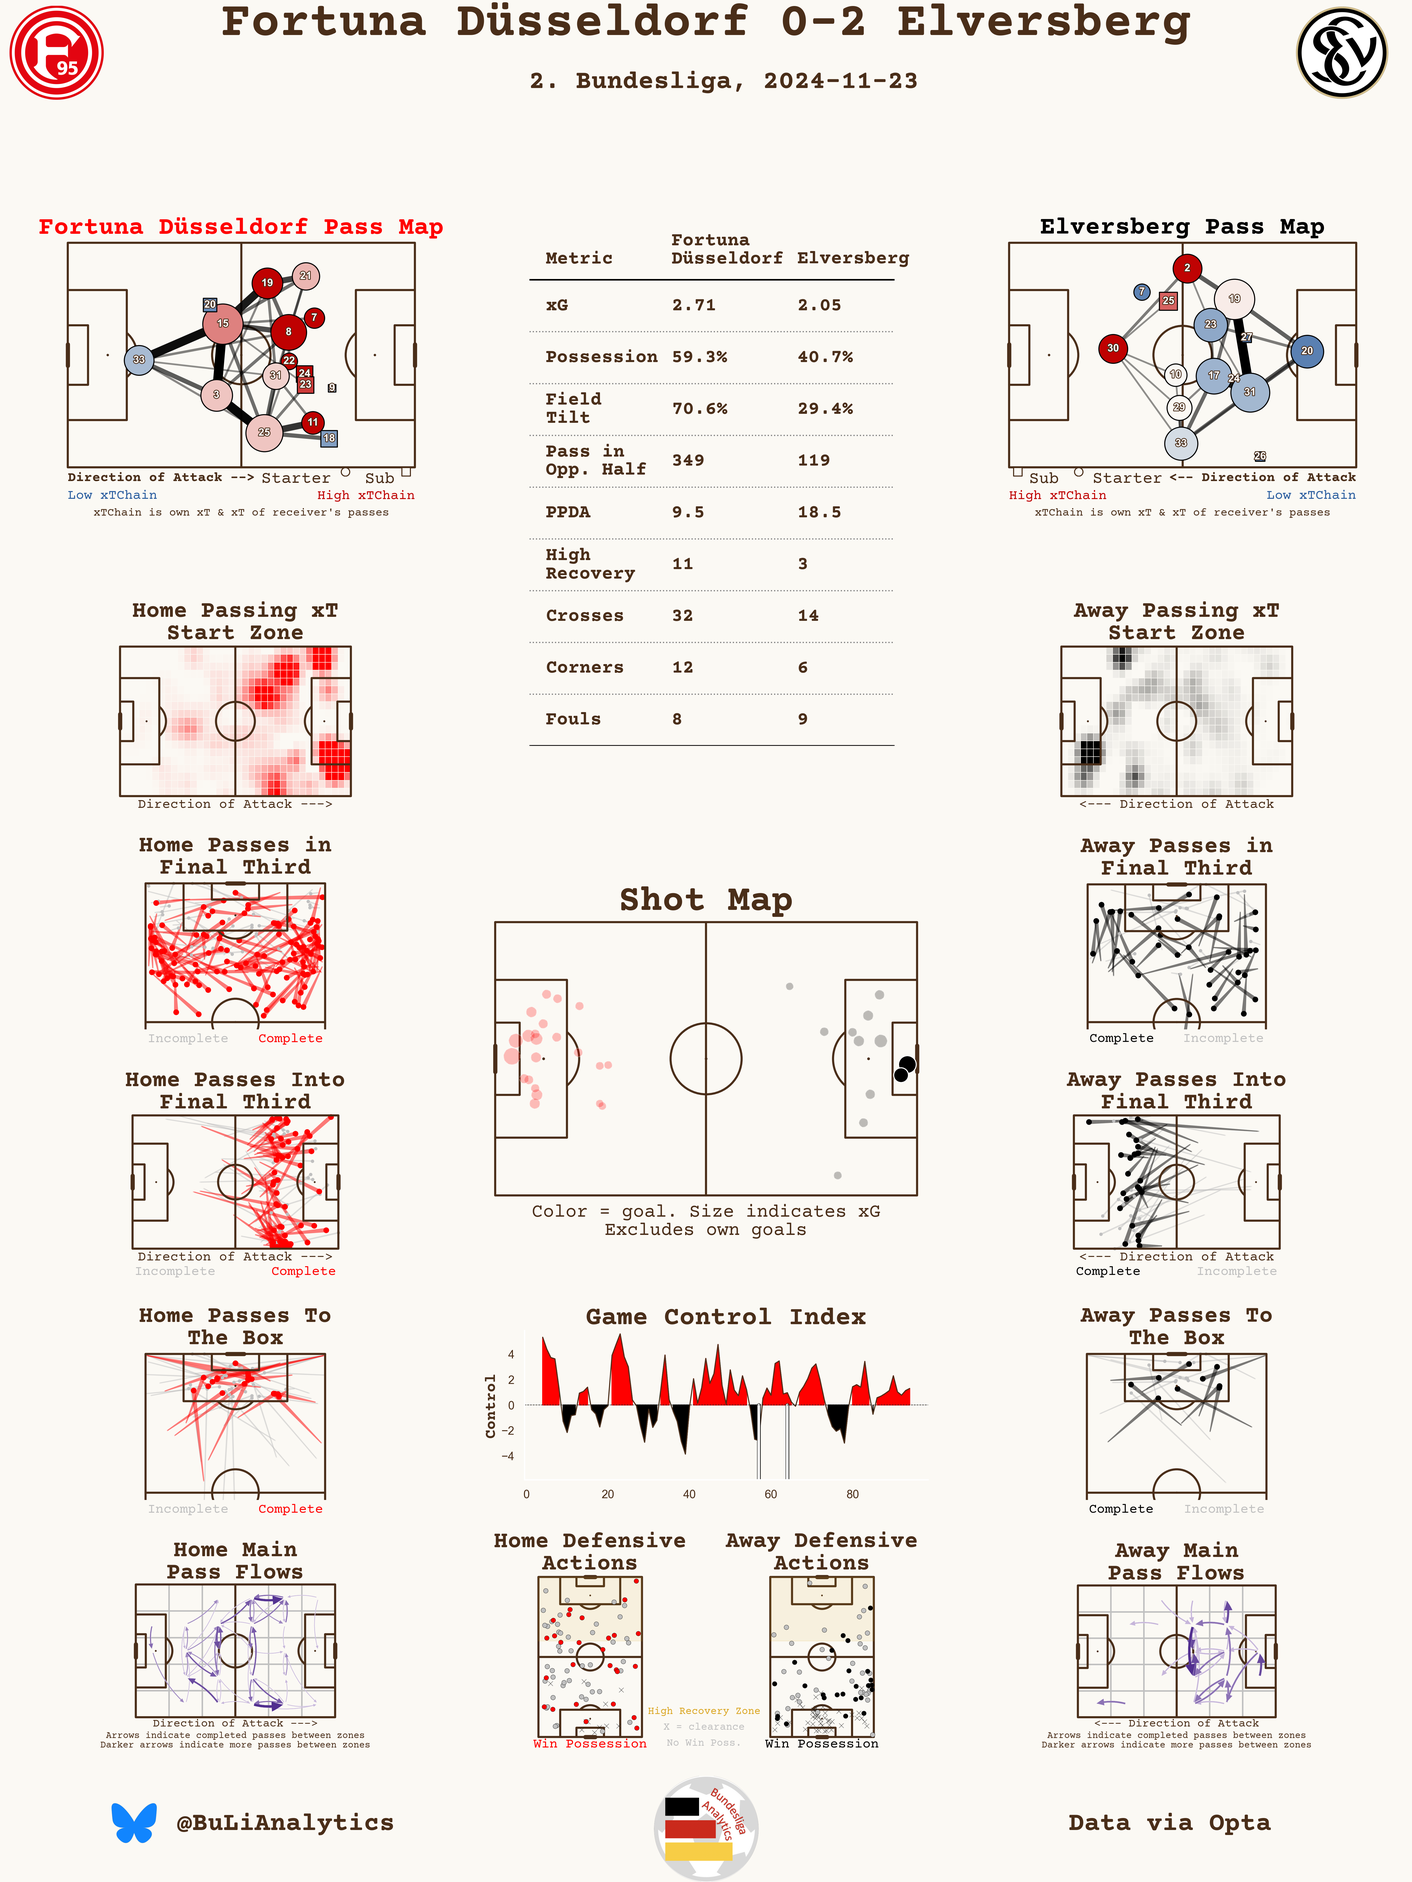 Fortuna Düsseldorf 0-2 Elversberg
2. Bundesliga, 2024-11-23
F 95
SEV
Fortuna Düsseldorf Pass Map
19
21
20
15
7
8
33
22
31
24
23
9
3
25
11
18
Direction of Attack --> Starter Sub
Low xTChain High xTChain
xTChain is own xT & xT of receiver's passes
Metric Fortuna Düsseldorf Elversberg
xG 2.71 2.05
Possession 59.3% 40.7%
Field Tilt 70.6% 29.4%
Pass in Opp. Half 349 119
PPDA 9.5 18.5
High Recovery 11 3
Crosses 32 14
Corners 12 6
Fouls 8 9
Elversberg Pass Map
2
7
25
19
23
27
30
20
10
17
24
31
29
33
26
Sub Starter <-- Direction of Attack
High xTChain Low xTChain
xTChain is own xT & xT of receiver's passes
Home Passing xT
Start Zone
Direction of Attack --->
Away Passing xT
Start Zone
<--- Direction of Attack
Home Passes in
Final Third
Incomplete Complete
Away Passes in
Final Third
Complete Incomplete
Shot Map
Color = goal. Size indicates xG
Excludes own goals
Home Passes Into
Final Third
Direction of Attack --->
Incomplete Complete
Away Passes Into
Final Third
<--- Direction of Attack
Complete Incomplete
Home Passes To
The Box
Incomplete Complete
Game Control Index
Control
4
2
0
−2
−4
0 20 40 60 80
Away Passes To
The Box
Complete Incomplete
Home Main
Pass Flows
Direction of Attack --->
Arrows indicate completed passes between zones
Darker arrows indicate more passes between zones
Home Defensive
Actions
Win Possession
High Recovery Zone
X = clearance
No Win Poss.
Away Defensive
Actions
Win Possession
Away Main
Pass Flows
<--- Direction of Attack
Arrows indicate completed passes between zones
Darker arrows indicate more passes between zones
@BuLiAnalytics
Bundesliga
Analytics
Data via Opta